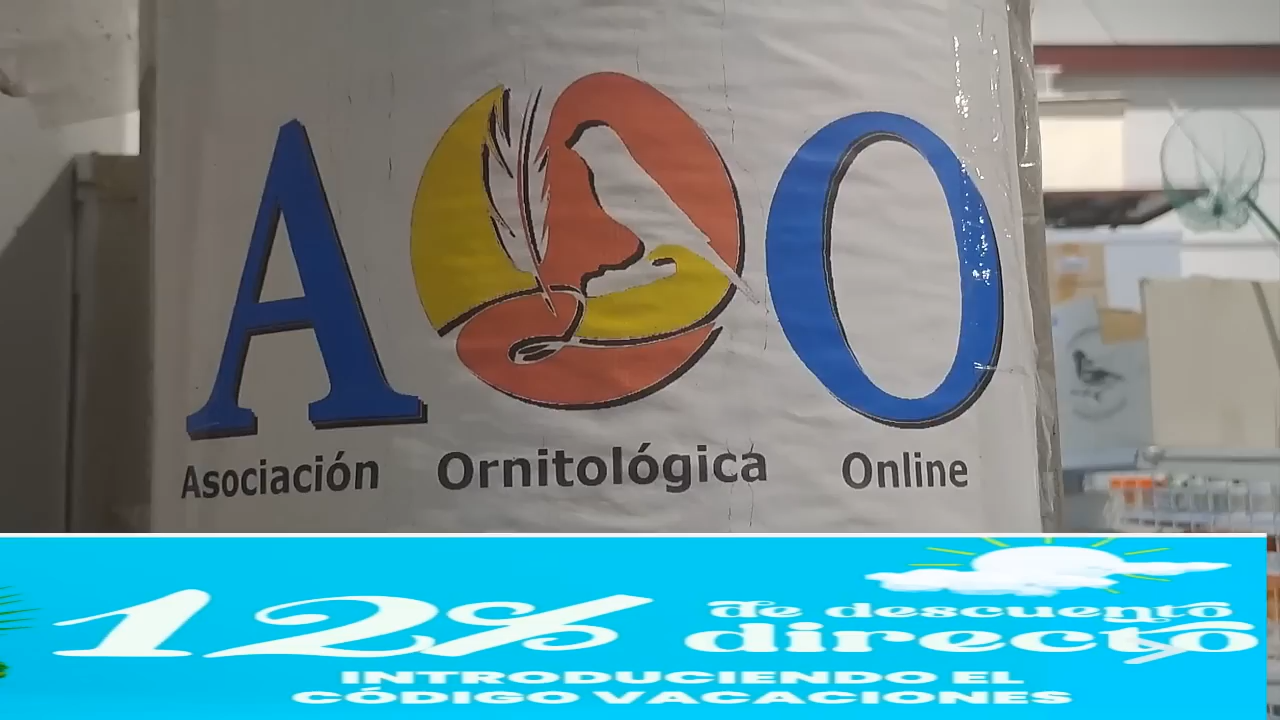 A O
Asociación Ornitológica Online
12% de descuento
directo
INTRODUCIENDO EL
CÓDIGO VACACIONES